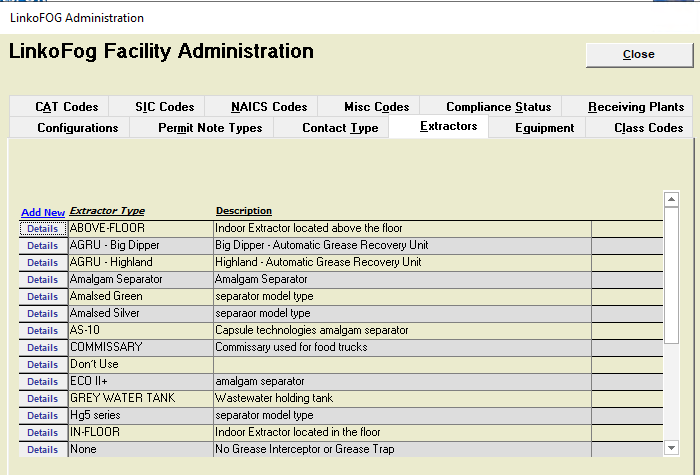 LinkoFOG Administration
LinkoFog Facility Administration
Close
CAT Codes SIC Codes NAICS Codes Misc Codes Compliance Status Receiving Plants
Configurations Permit Note Types Contact Type Extractors Equipment Class Codes
Add New Extractor Type Description
Details ABOVE-FLOOR Indoor Extractor located above the floor
Details AGRU - Big Dipper Big Dipper - Automatic Grease Recovery Unit
Details AGRU - Highland Highland - Automatic Grease Recovery Unit
Details Amalgam Separator Amalgam Separator
Details Amalsed Green separator model type
Details Amalsed Silver separaor model type
Details AS-10 Capsule technologies amalgam separator
Details COMMISSARY Commissary used for food trucks
Details Don't Use
Details ECO II+ amalgam separator
Details GREY WATER TANK Wastewater holding tank
Details Hg5 series separator model type
Details IN-FLOOR Indoor Extractor located in the floor
Details None No Grease Interceptor or Grease Trap